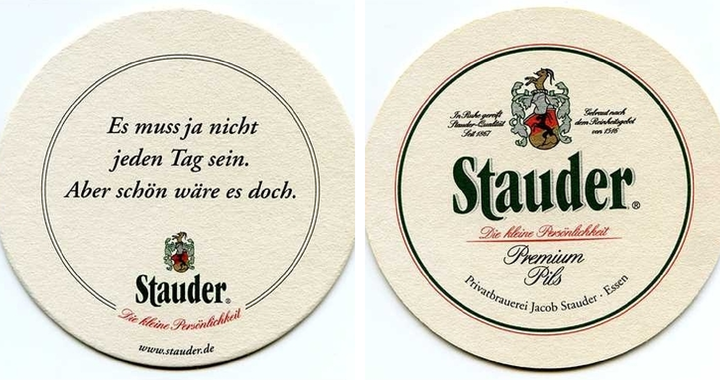 Es muss ja nicht
jeden Tag sein.
Aber schön wäre es doch.
Stauder®
Die kleine Persönlichkeit
www.stauder.de
In Ruhe gereift
Stauder-Qualität
Seit 1867
Gebraut nach
dem Reinheitsgebot
von 1516
Stauder®
Die kleine Persönlichkeit
Premium
Pils
Privatbrauerei Jacob Stauder · Essen